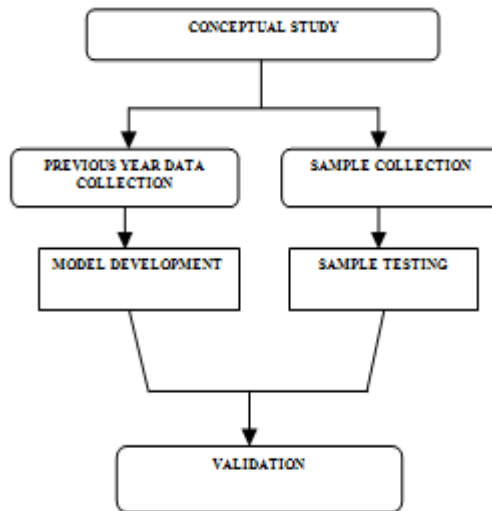 CONCEPTUAL STUDY
PREVIOUS YEAR DATA
COLLECTION
SAMPLE COLLECTION
MODEL DEVELOPMENT
SAMPLE TESTING
VALIDATION